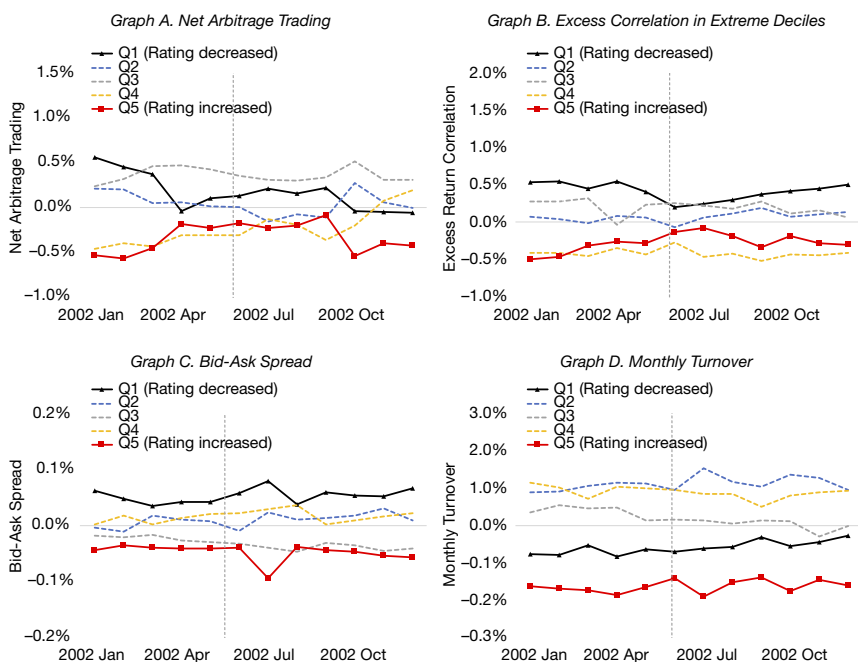 Graph A. Net Arbitrage Trading
Q1 (Rating decreased)
Q2
Q3
Q4
Q5 (Rating increased)
1.5%
0.5%
0.0%
−0.5%
−1.0%
Net Arbitrage Trading
2002 Jan 2002 Apr 2002 Jul 2002 Oct
Graph B. Excess Correlation in Extreme Deciles
Q1 (Rating decreased)
Q2
Q3
Q4
Q5 (Rating increased)
2.0%
1.5%
1.0%
0.5%
0.0%
−0.5%
−1.0%
Excess Return Correlation
2002 Jan 2002 Apr 2002 Jul 2002 Oct
Graph C. Bid-Ask Spread
Q1 (Rating decreased)
Q2
Q3
Q4
Q5 (Rating increased)
0.2%
0.1%
0.0%
−0.1%
−0.2%
Bid-Ask Spread
2002 Jan 2002 Apr 2002 Jul 2002 Oct
Graph D. Monthly Turnover
Q1 (Rating decreased)
Q2
Q3
Q4
Q5 (Rating increased)
3.0%
2.0%
1.0%
0.0%
−0.1%
−0.2%
−0.3%
Monthly Turnover
2002 Jan 2002 Apr 2002 Jul 2002 Oct